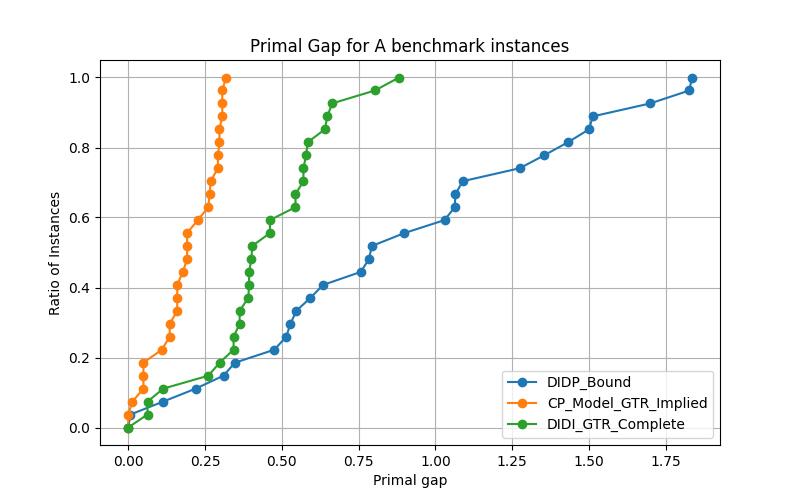 Primal Gap for A benchmark instances
Ratio of Instances
1.0
0.8
0.6
0.4
0.2
0.0
DIDP_Bound
CP_Model_GTR_Implied
DIDI_GTR_Complete
0.00 0.25 0.50 0.75 1.00 1.25 1.50 1.75
Primal gap